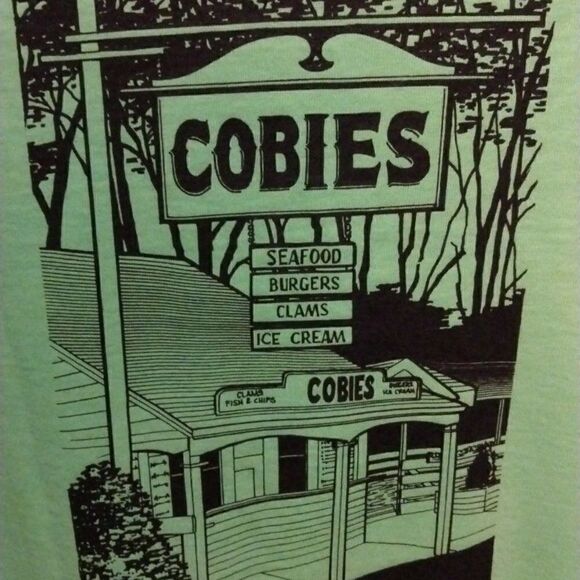 COBIES
SEAFOOD
BURGERS
CLAMS
ICE CREAM
CLAMS
FISH & CHIPS
COBIES
BURGERS
ICE CREAM